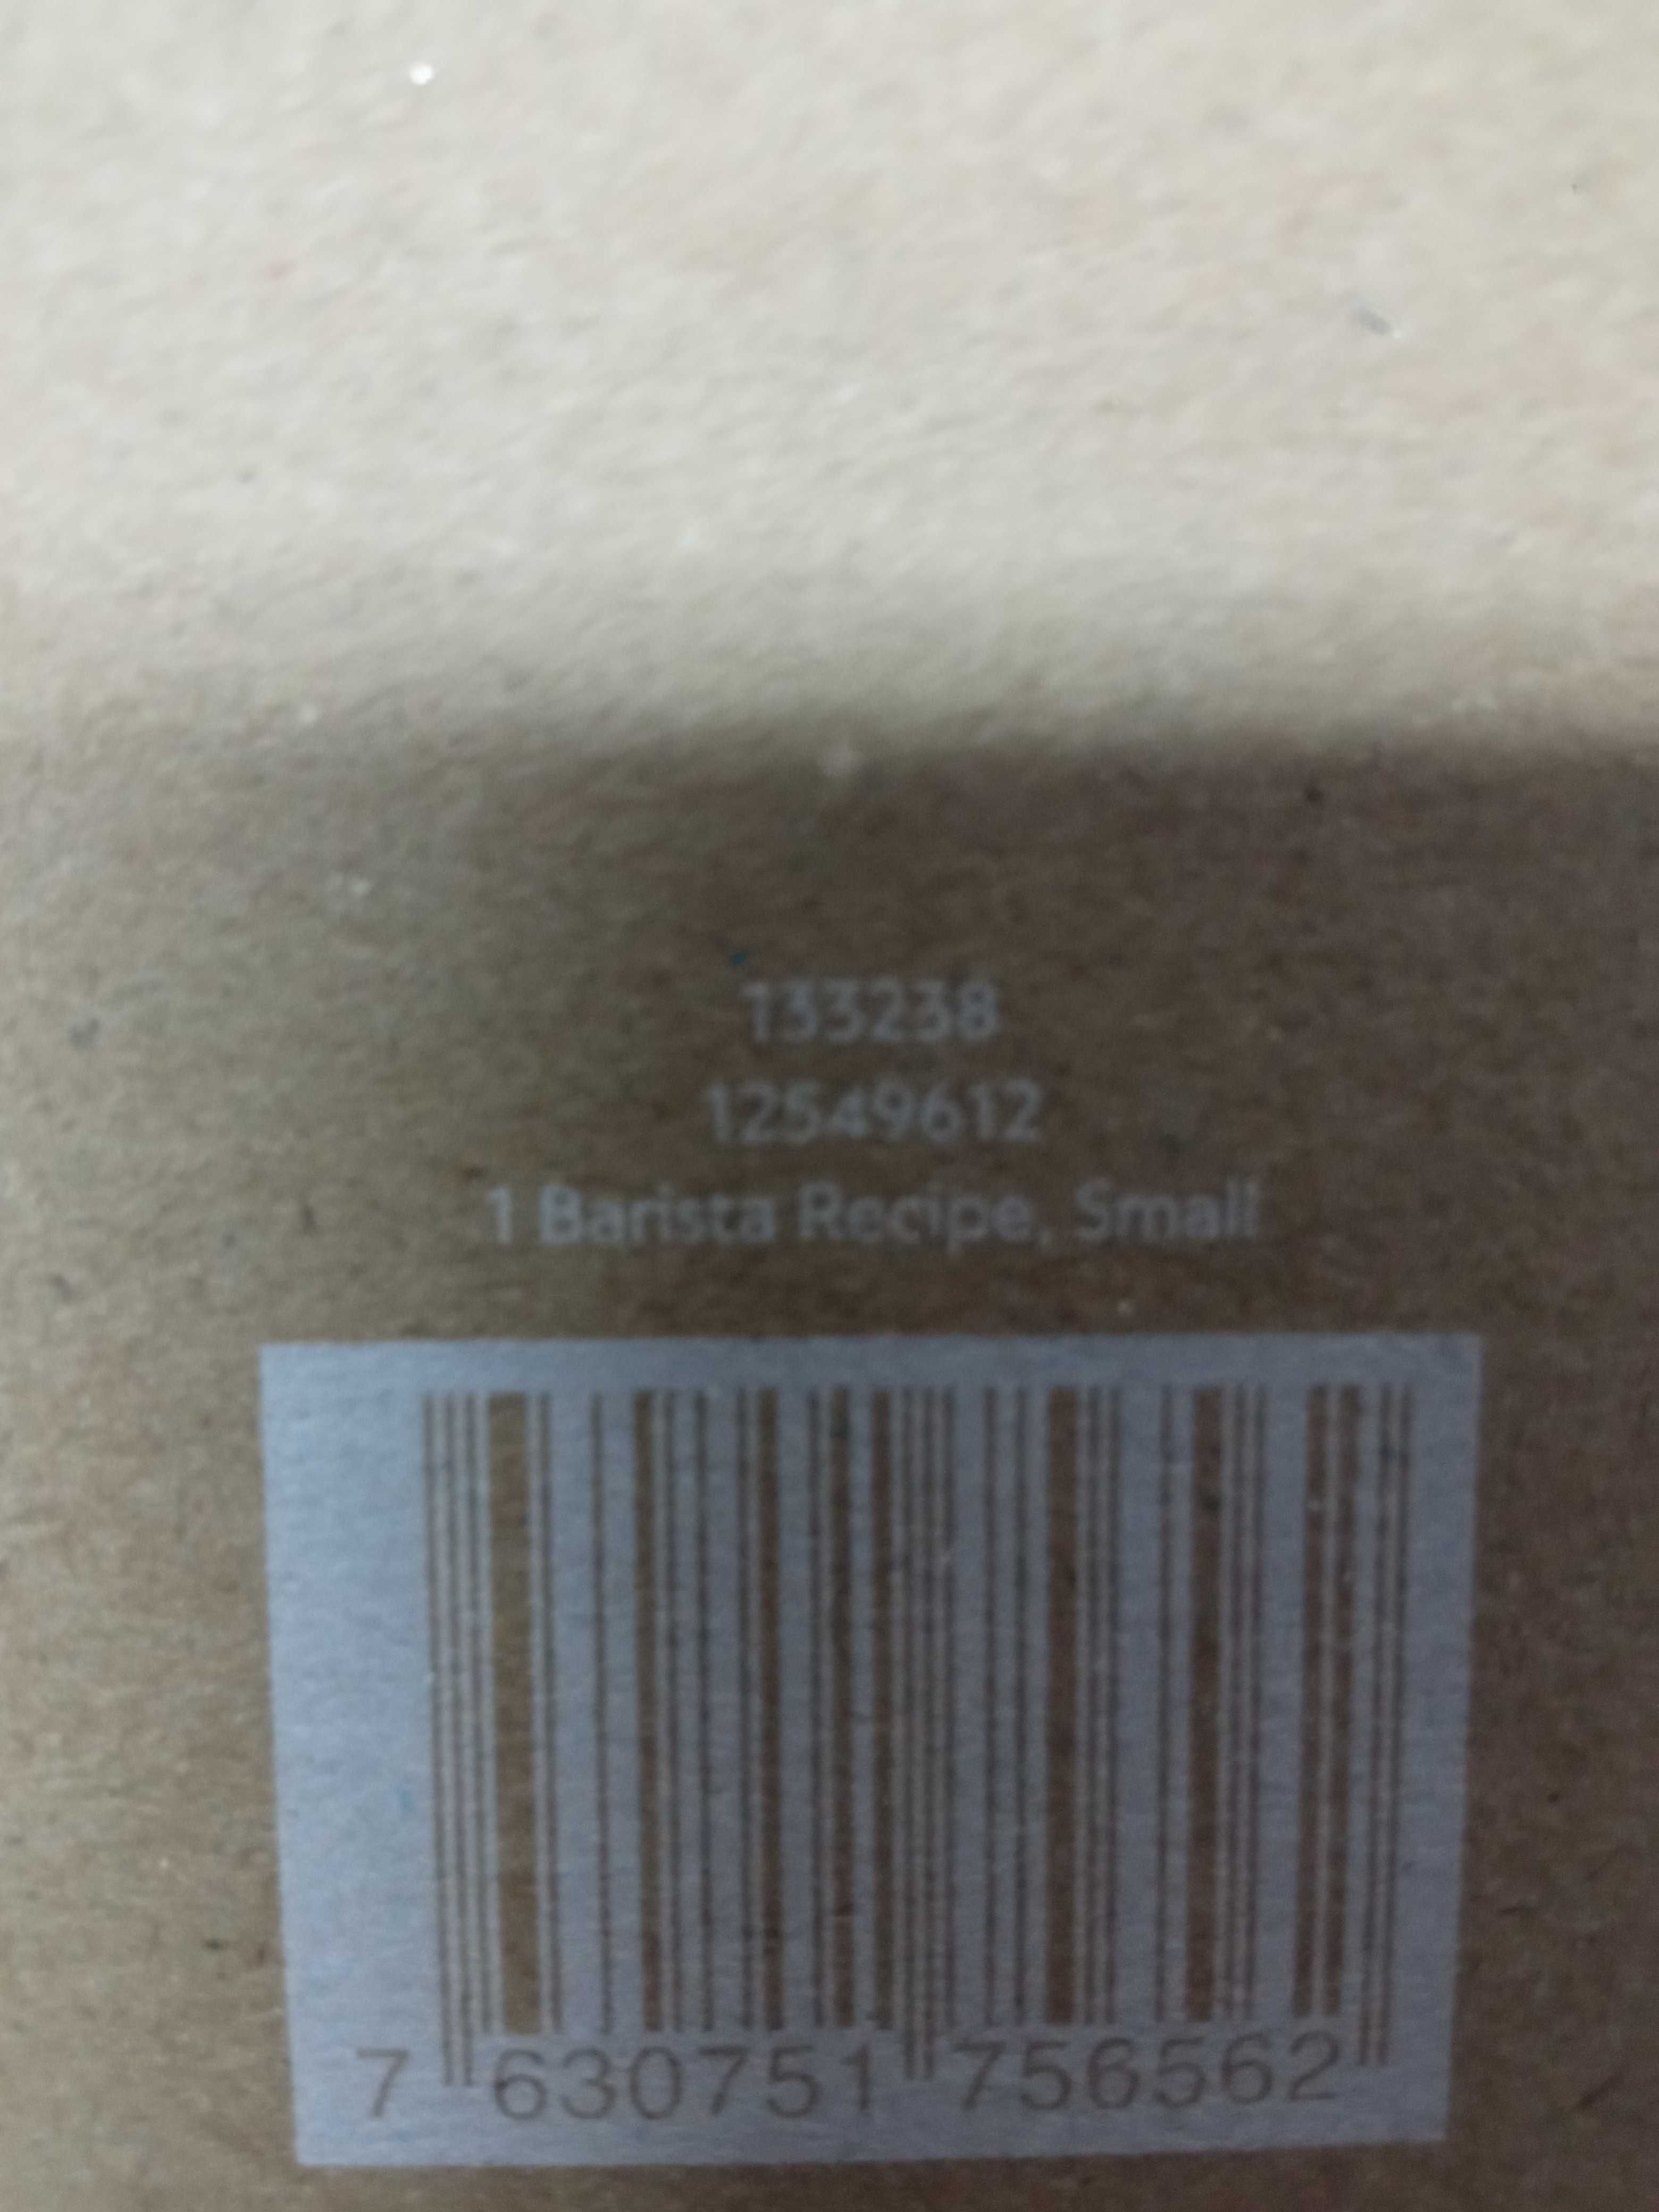 133238
12549612
1 Barista Recipe, Small
7 630751 756562